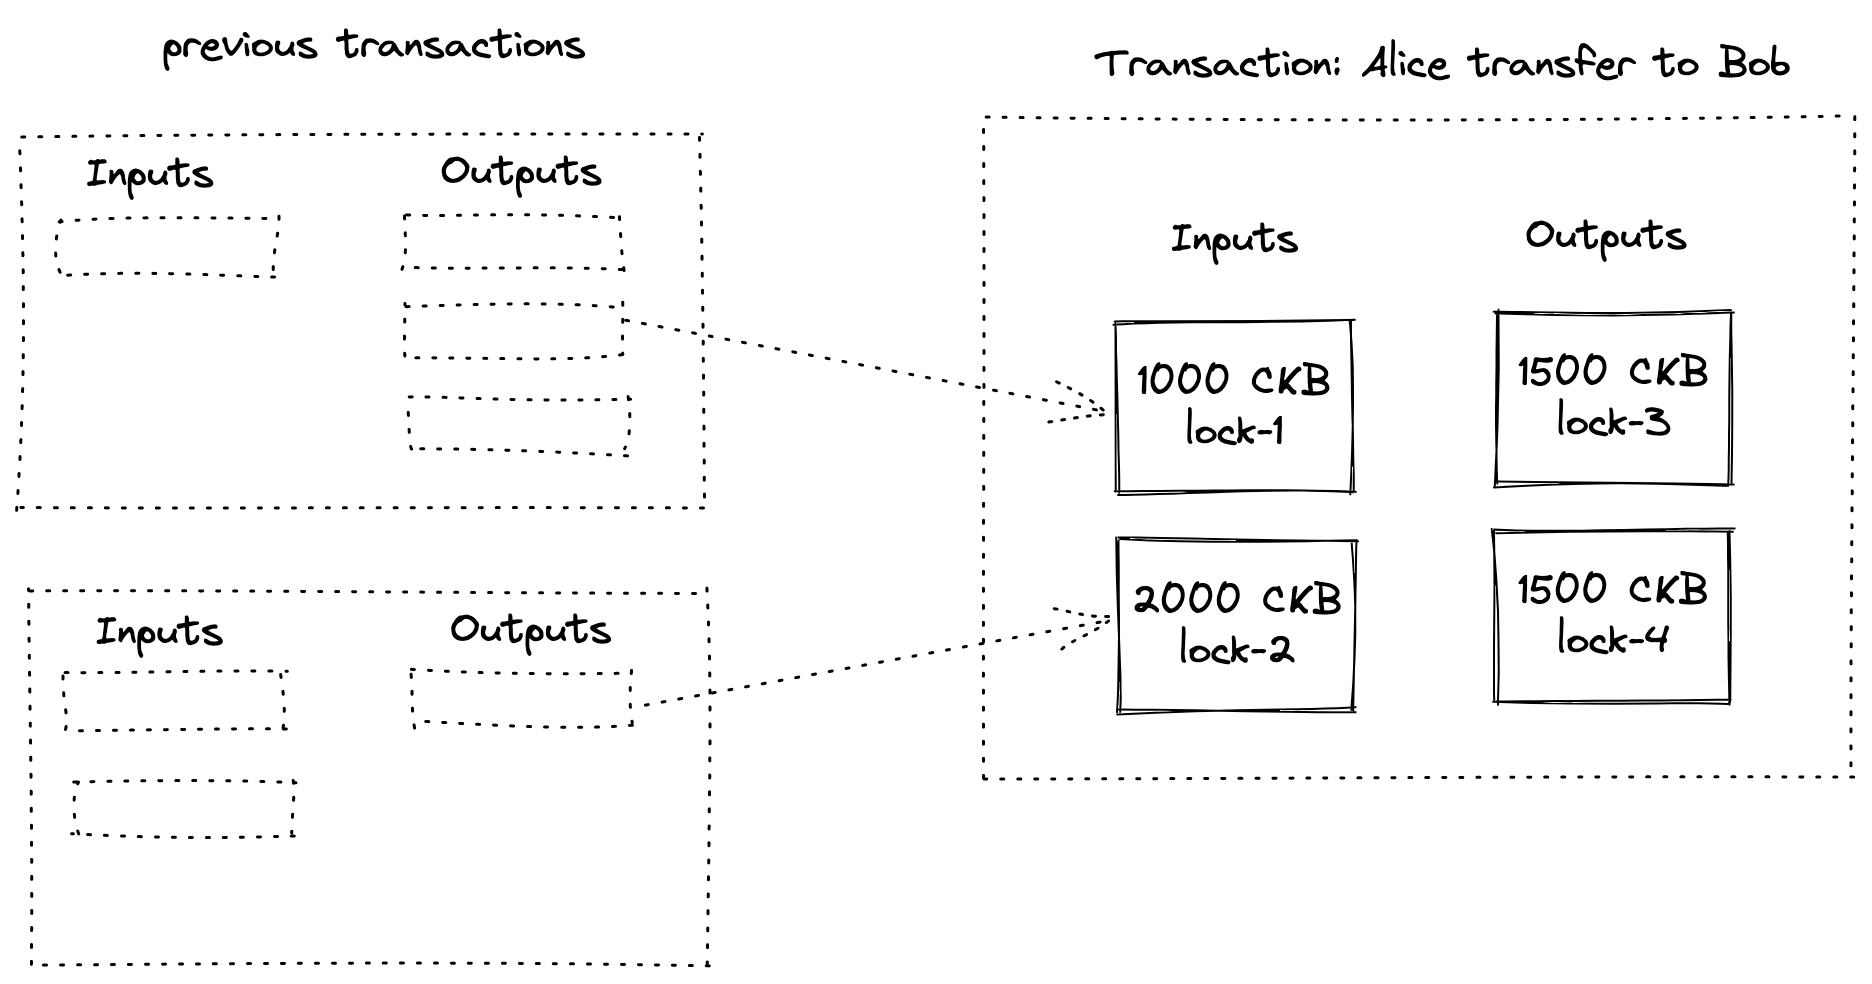 previous transactions
Inputs
Outputs
Inputs
Outputs
Transaction: Alice transfer to Bob
Inputs
Outputs
1000 CKB
lock-1
1500 CKB
lock-3
2000 CKB
lock-2
1500 CKB
lock-4